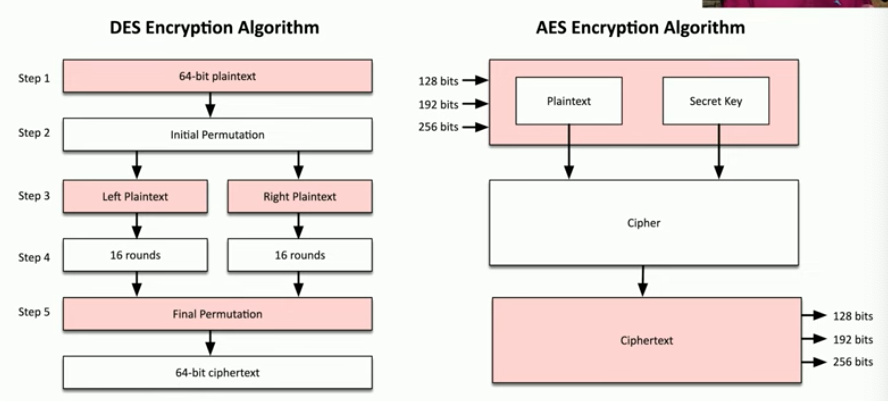 DES Encryption Algorithm
Step 1
64-bit plaintext
Step 2
Initial Permutation
Step 3
Left Plaintext
Right Plaintext
Step 4
16 rounds
16 rounds
Step 5
Final Permutation
64-bit ciphertext
AES Encryption Algorithm
128 bits
192 bits
256 bits
Plaintext
Secret Key
Cipher
Ciphertext
128 bits
192 bits
256 bits